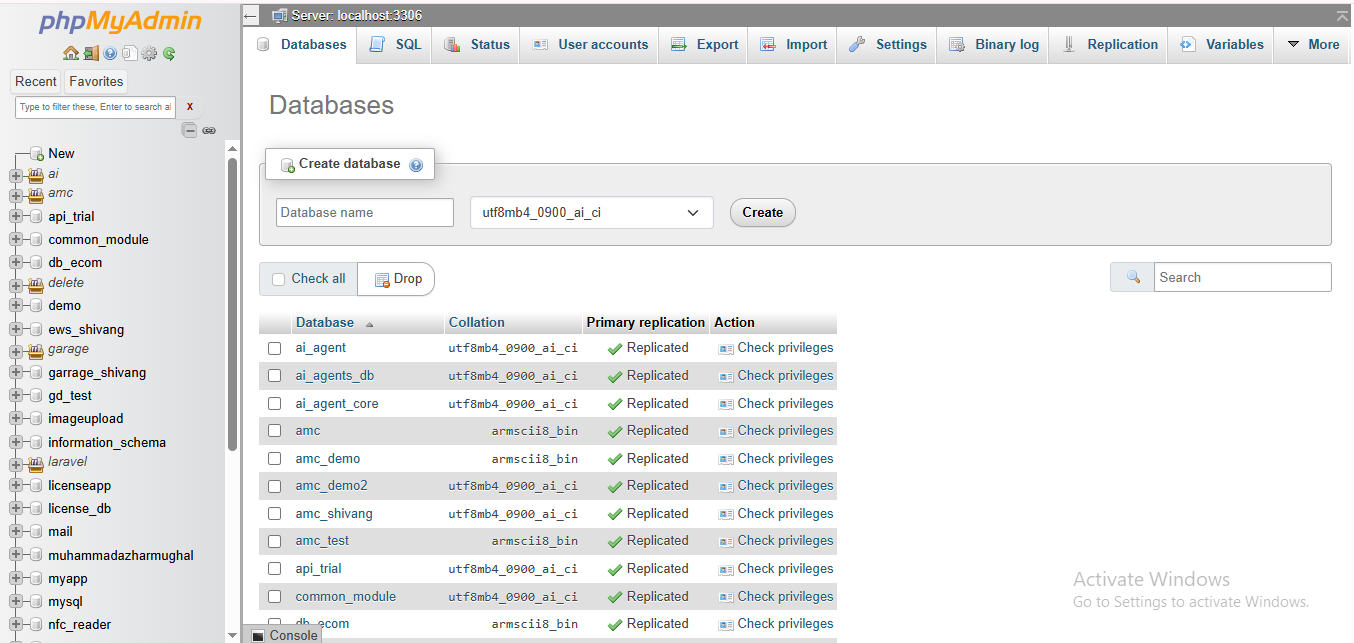 phpMyAdmin
Recent Favorites
Type to filter these, Enter to search al X
New
ai
amc
api_trial
common_module
db_ecom
delete
demo
ews_shivang
garage
garrage_shivang
gd_test
imageupload
information_schema
laravel
licenseapp
license_db
mail
muhammadazharmughal
myapp
mysql
nfc_reader
Server: localhost:3306
Databases SQL Status User accounts Export Import Settings Binary log Replication Variables More
Databases
Create database
Database name utf8mb4_0900_ai_ci Create
Check all Drop Search
Database Collation Primary replication Action
ai_agent utf8mb4_0900_ai_ci Replicated Check privileges
ai_agents_db utf8mb4_0900_ai_ci Replicated Check privileges
ai_agent_core utf8mb4_0900_ai_ci Replicated Check privileges
amc armscii8_bin Replicated Check privileges
amc_demo armscii8_bin Replicated Check privileges
amc_demo2 utf8mb4_0900_ai_ci Replicated Check privileges
amc_shivang utf8mb4_0900_ai_ci Replicated Check privileges
amc_test armscii8_bin Replicated Check privileges
api_trial utf8mb4_0900_ai_ci Replicated Check privileges
common_module utf8mb4_0900_ai_ci Replicated Check privileges
db_ecom armscii8_bin Replicated Check privileges
Console
Activate Windows
Go to Settings to activate Windows.